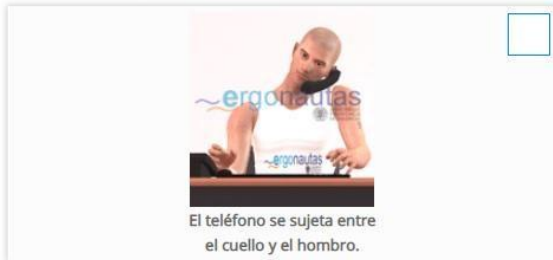 ~ergonautas
~ergonautas
El teléfono se sujeta entre
el cuello y el hombro.